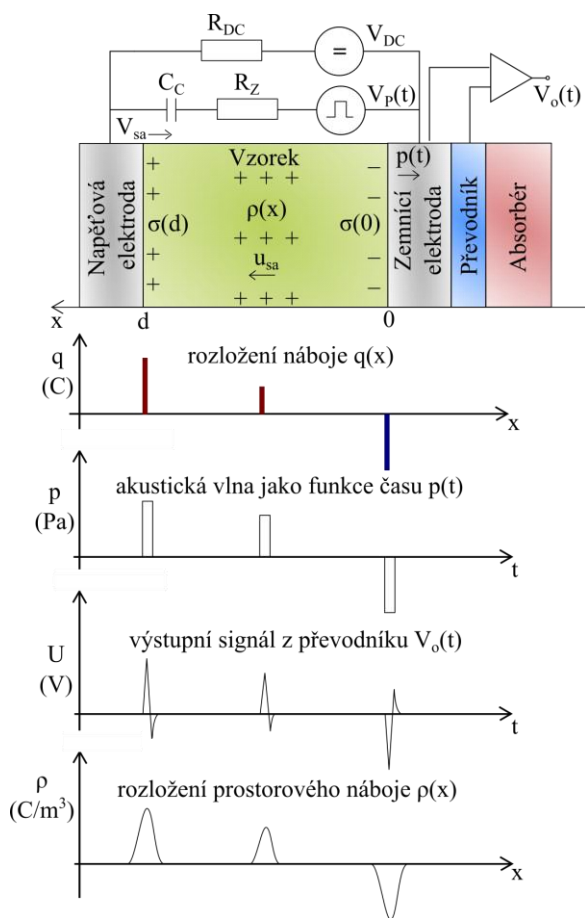 R_DC
V_DC
=
C_C
R_Z
V_P(t)
V_sa
V_o(t)
Napěťová
elektroda
σ(d)
Vzorek
ρ(x)
u_sa
σ(0)
p(t)
Zemnící
elektroda
Převodník
Absorbér
x
d
0
q
(C)
rozložení náboje q(x)
x
p
(Pa)
akustická vlna jako funkce času p(t)
t
U
(V)
výstupní signál z převodníku V_o(t)
t
ρ
(C/m³)
rozložení prostorového náboje ρ(x)
x